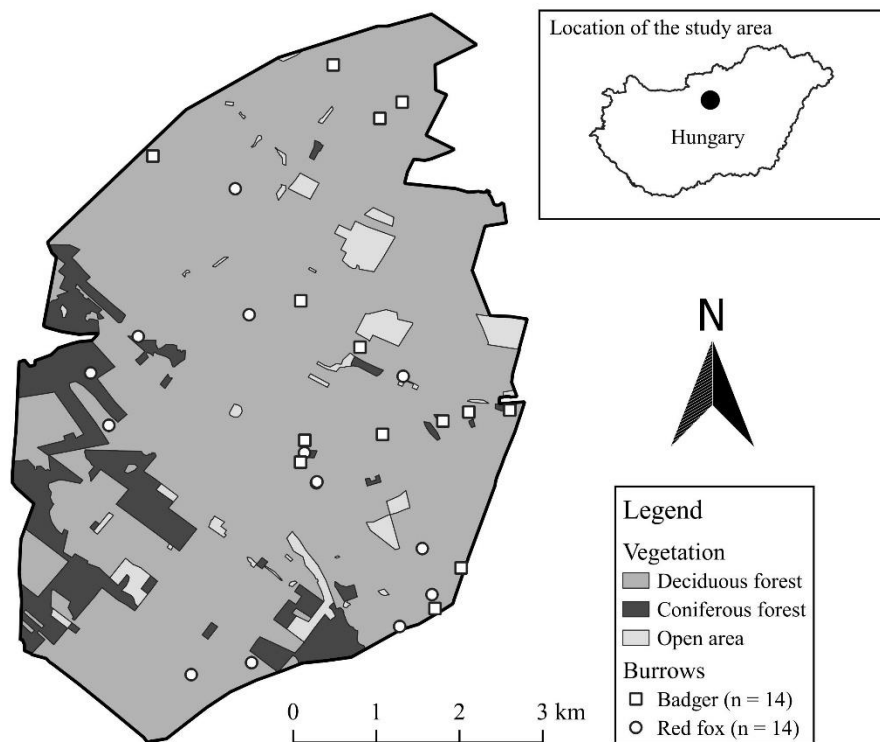 Location of the study area
Hungary
N
Legend
Vegetation
Deciduous forest
Coniferous forest
Open area
Burrows
Badger (n = 14)
Red fox (n = 14)
0 1 2 3 km